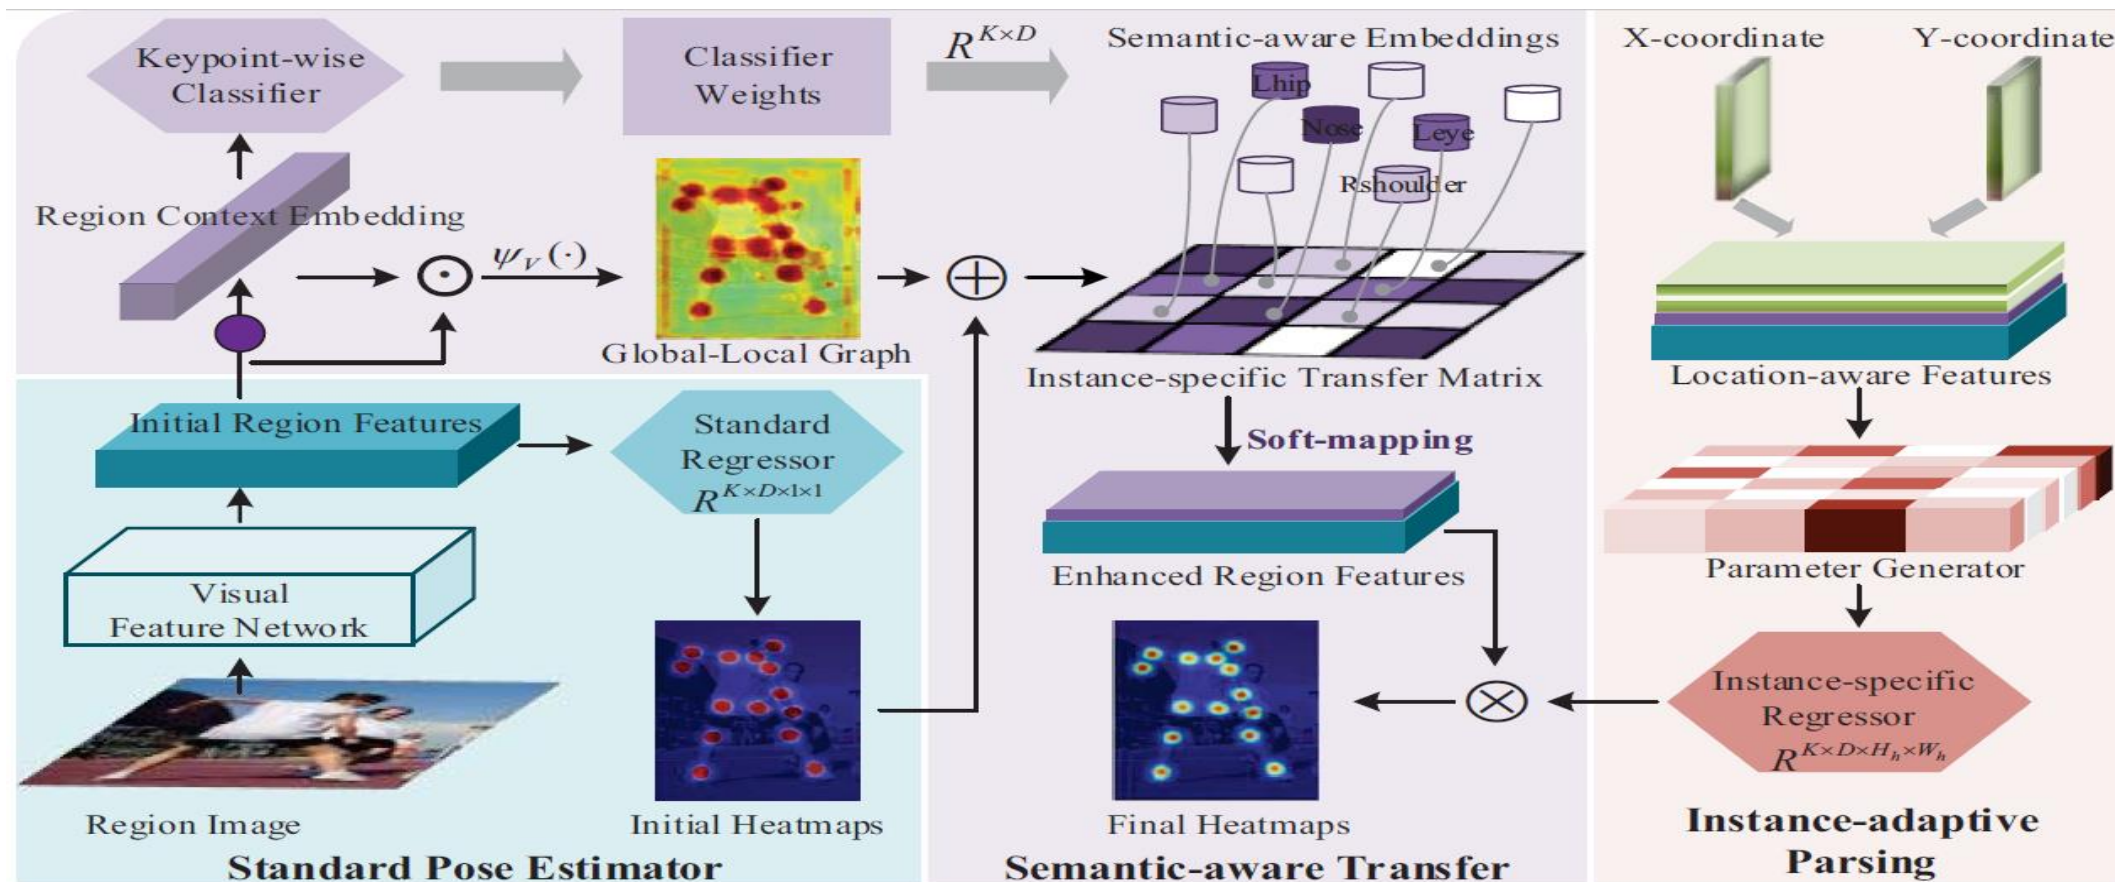 Keypoint-wise
Classifier
Classifier
Weights
R^{K×D}
Semantic-aware Embeddings
Lhip
Nose
Leye
Rshoulder
X-coordinate
Y-coordinate
Region Context Embedding
ψ_V(·)
Global-Local Graph
Instance-specific Transfer Matrix
Location-aware Features
Initial Region Features
Standard
Regressor
R^{K×D×1×1}
Soft-mapping
Visual
Feature Network
Enhanced Region Features
Parameter Generator
Instance-specific
Regressor
R^{K×D×H_h×W_h}
Region Image
Initial Heatmaps
Final Heatmaps
Standard Pose Estimator
Semantic-aware Transfer
Instance-adaptive
Parsing